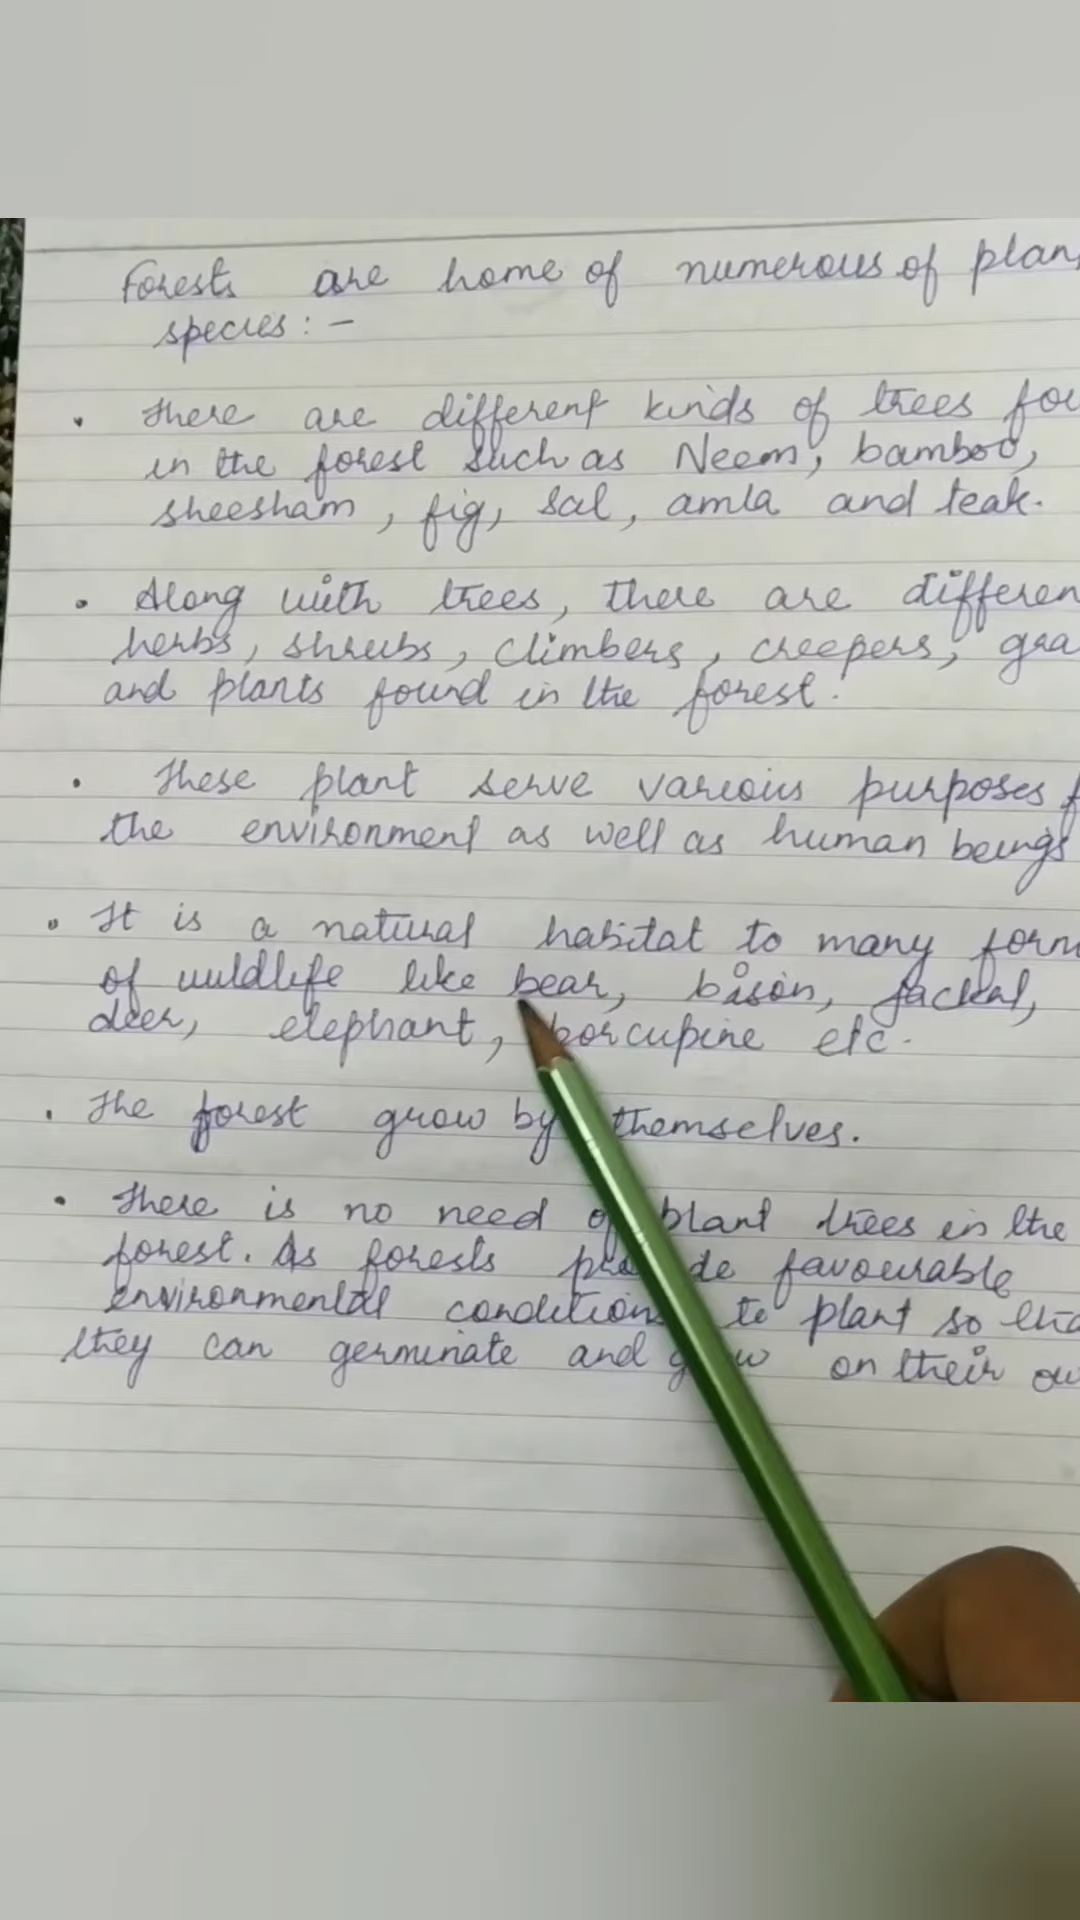 Forests are home of numerous of plan
species : -
• There are different kinds of trees fou
in the forest such as Neem, bamboo,
sheesham, fig, sal, amla and teak.
• Along with trees, there are differen
herbs, shrubs, climbers, creepers, gra
and plants found in the forest.
• These plant serve various purposes f
the environment as well as human beings
• It is a natural habitat to many form
of wildlife like bear, bison, jackal,
deer, elephant, porcupine etc.
• The forest grow by themselves.
• There is no need of plant trees in the
forest. As forests provide favourable
environmental conditions to plant so tha
they can germinate and grow on their ow